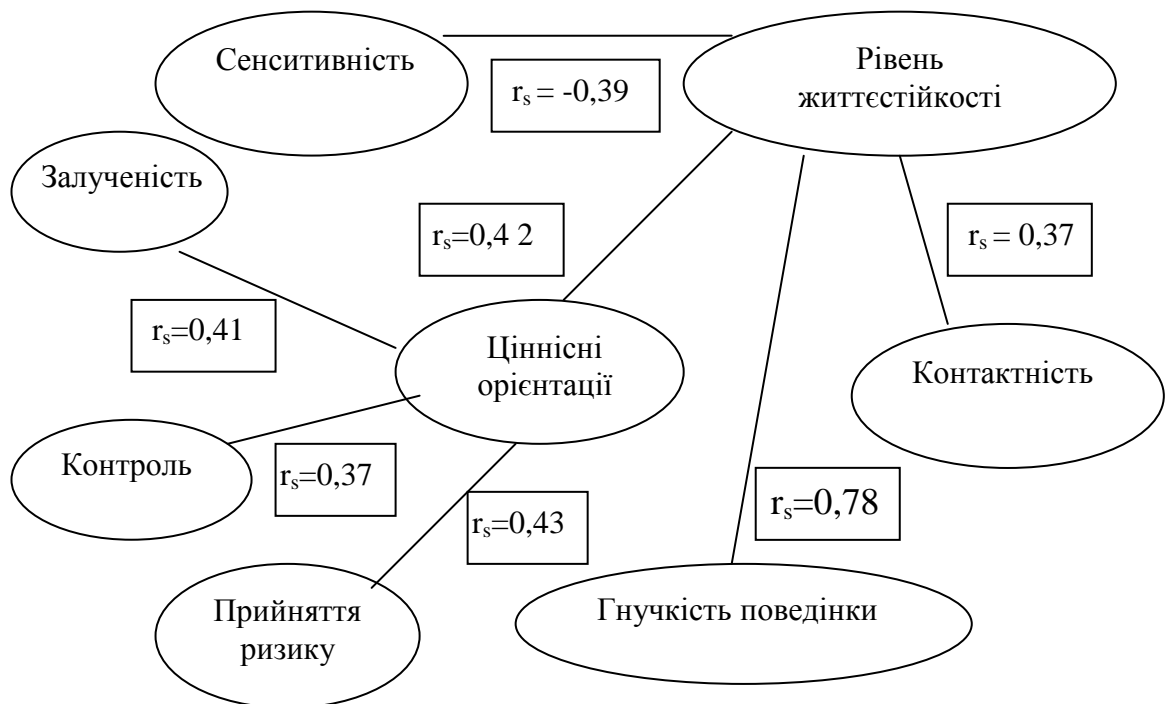 Сенситивність
Рівень
життєстійкості
rs = -0,39
Залученість
rs=0,4 2
rs = 0,37
rs=0,41
Ціннісні
орієнтації
Контактність
Контроль
rs=0,37
rs=0,43
rs=0,78
Прийняття
ризику
Гнучкість поведінки